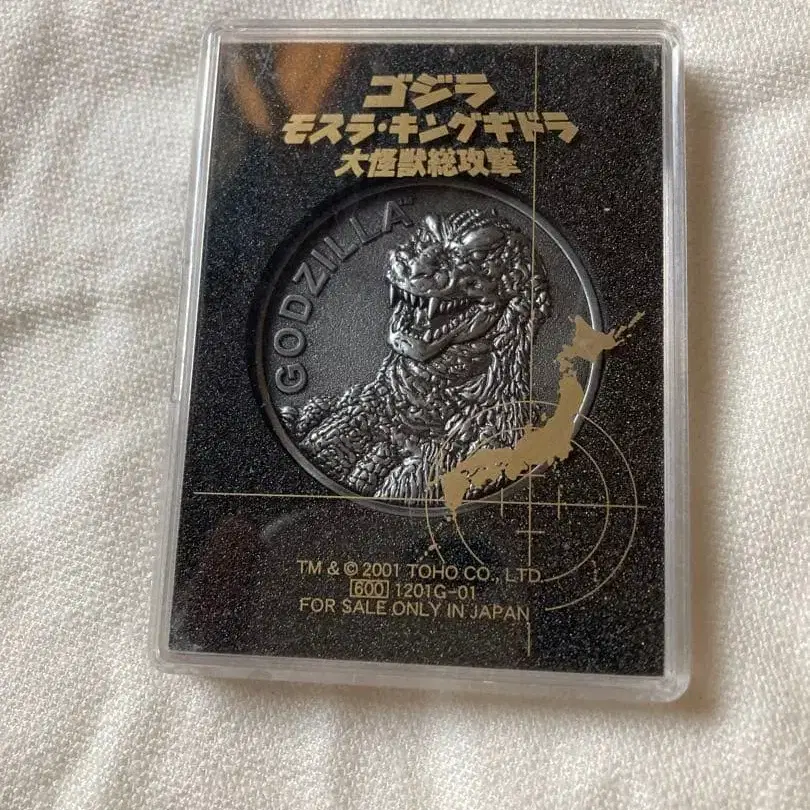 ゴジラ
モスラ・キングギドラ
大怪獣総攻撃
GODZILLA™
TM & © 2001 TOHO CO., LTD.
600 1201G-01
FOR SALE ONLY IN JAPAN